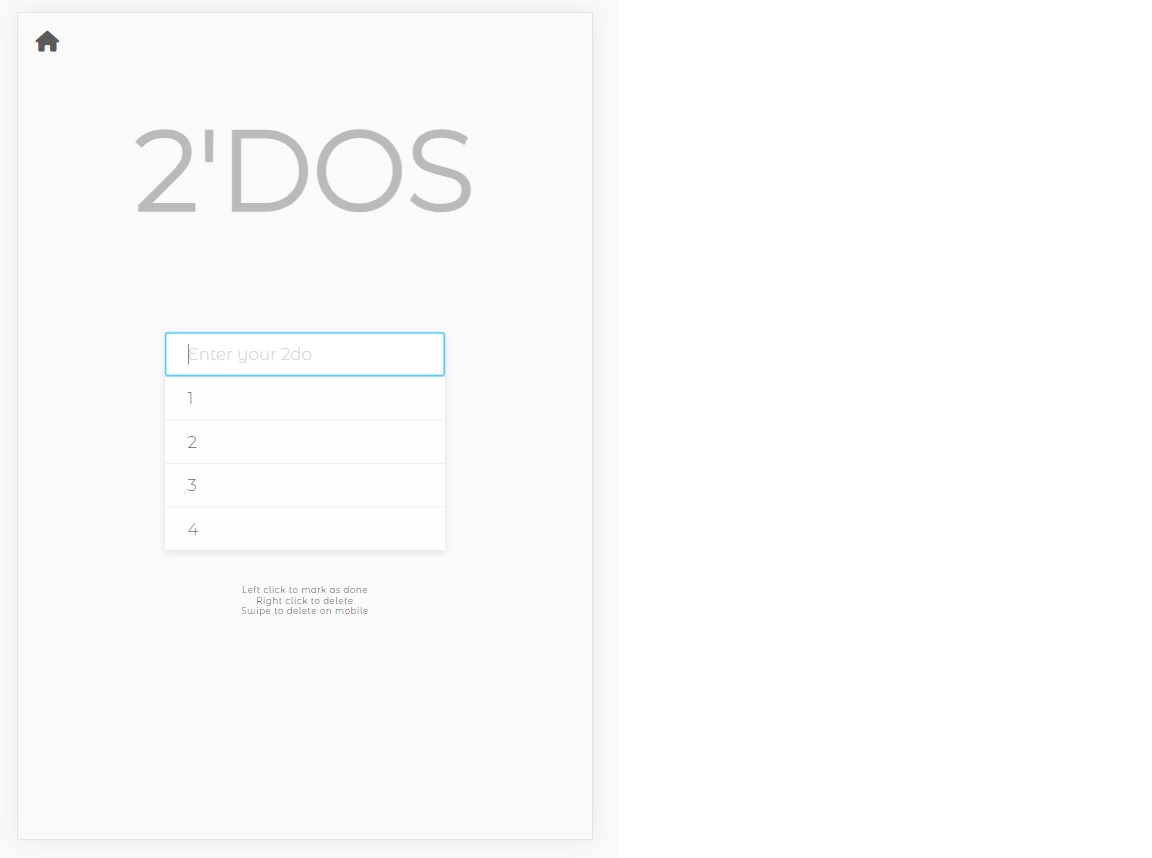 2'DOS
Enter your 2do
1
2
3
4
Left click to mark as done
Right click to delete
Swipe to delete on mobile